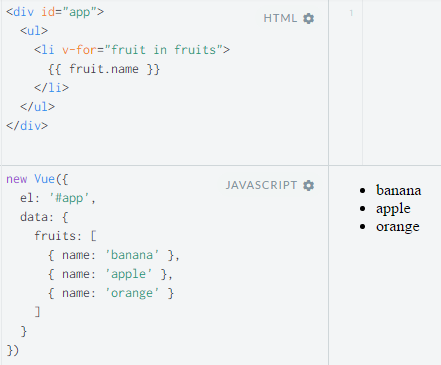 <div id="app">
  <ul>
    <li v-for="fruit in fruits">
      {{ fruit.name }}
    </li>
  </ul>
</div>
HTML
1
new Vue({
  el: '#app',
  data: {
    fruits: [
      { name: 'banana' },
      { name: 'apple' },
      { name: 'orange' }
    ]
  }
})
JAVASCRIPT
• banana
• apple
• orange